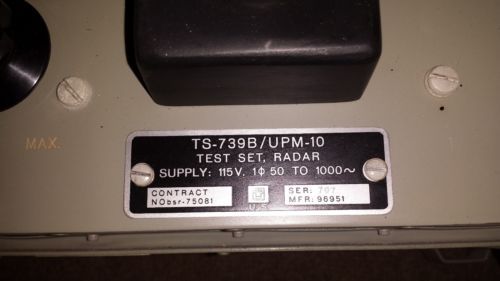 MAX.
TS-739B/UPM-10
TEST SET, RADAR
SUPPLY: 115V. 1ϕ 50 TO 1000~
CONTRACT
NObsr-75081
U.S.
SER: 797
MFR: 96951